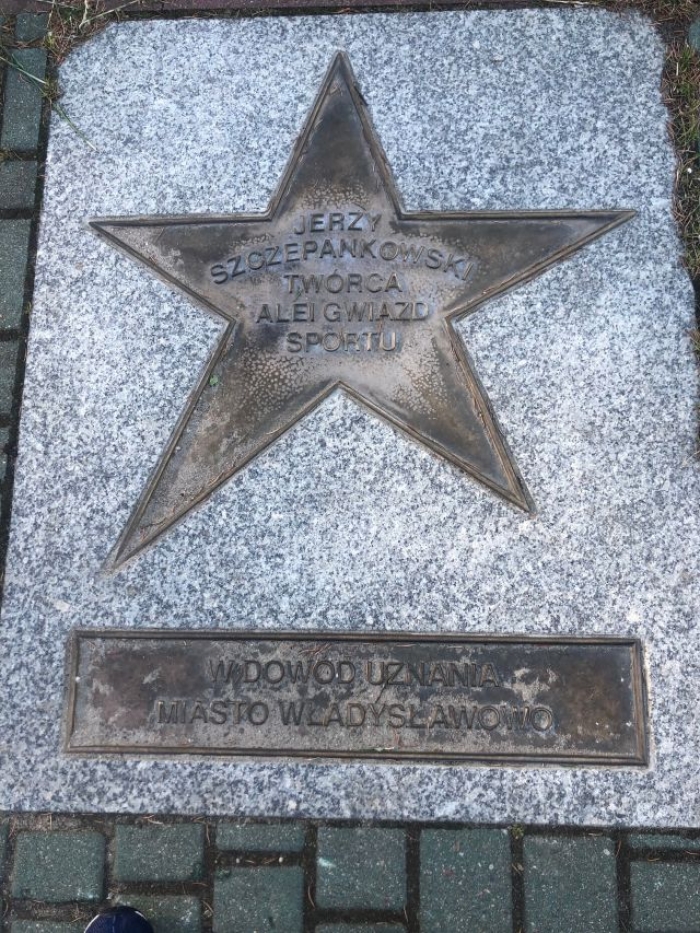 JERZY
SZCZEPANKOWSKI
TWÓRCA
ALEI GWIAZD
SPORTU
W DOWÓD UZNANIA
MIASTO WŁADYSŁAWOWO